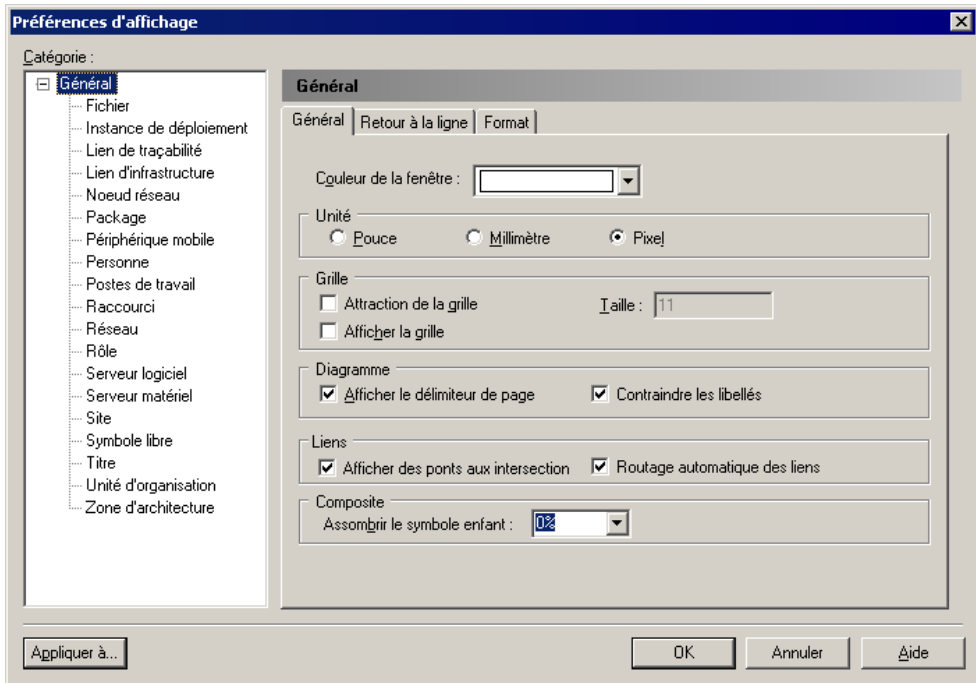 Préférences d'affichage
Catégorie :
Général
Fichier
Instance de déploiement
Lien de traçabilité
Lien d'infrastructure
Noeud réseau
Package
Périphérique mobile
Personne
Postes de travail
Raccourci
Réseau
Rôle
Serveur logiciel
Serveur matériel
Site
Symbole libre
Titre
Unité d'organisation
Zone d'architecture
Général
Général Retour à la ligne Format
Couleur de la fenêtre :
Unité
Pouce Millimètre Pixel
Grille
Attraction de la grille Taille : 11
Afficher la grille
Diagramme
Afficher le délimiteur de page Contraindre les libellés
Liens
Afficher des ponts aux intersection Routage automatique des liens
Composite
Assombrir le symbole enfant : 0%
Appliquer à... OK Annuler Aide